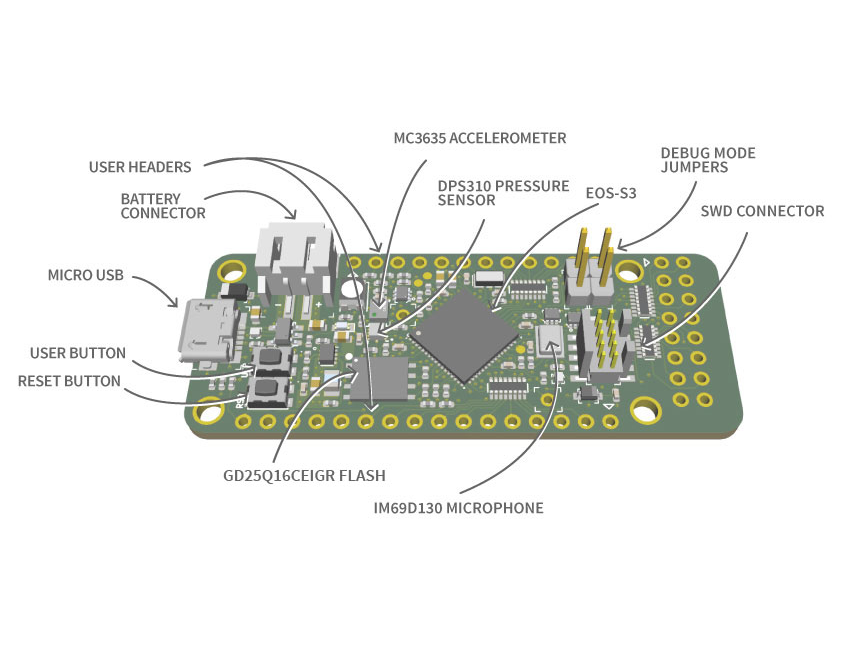 MC3635 ACCELEROMETER
USER HEADERS
DEBUG MODE
JUMPERS
DPS310 PRESSURE
SENSOR
EOS-S3
BATTERY
CONNECTOR
SWD CONNECTOR
MICRO USB
USER BUTTON
RESET BUTTON
GD25Q16CEIGR FLASH
IM69D130 MICROPHONE